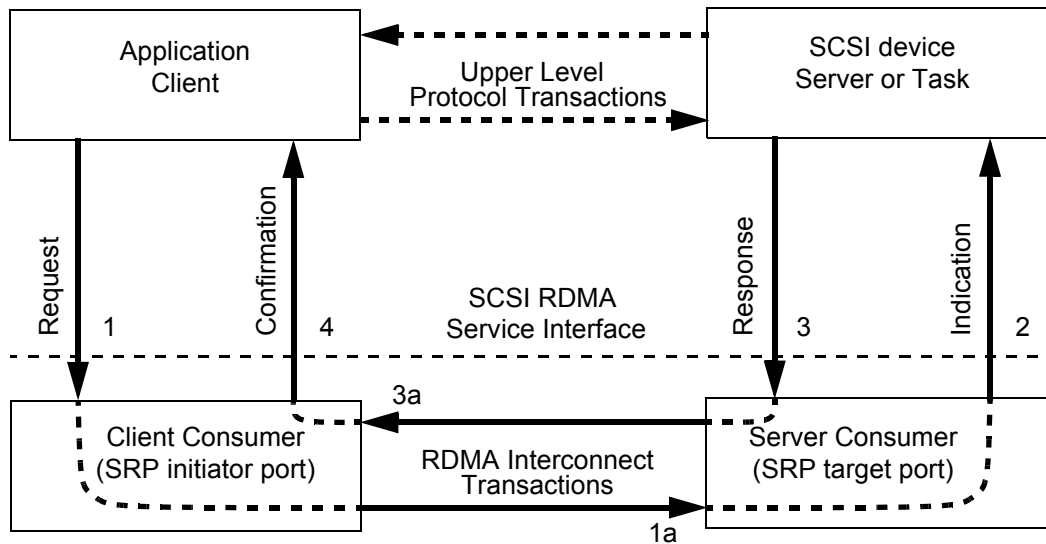 Application
Client
Upper Level
Protocol Transactions
SCSI device
Server or Task
Request
1
Confirmation
4
SCSI RDMA
Service Interface
Response
3
Indication
2
Client Consumer
(SRP initiator port)
3a
RDMA Interconnect
Transactions
1a
Server Consumer
(SRP target port)